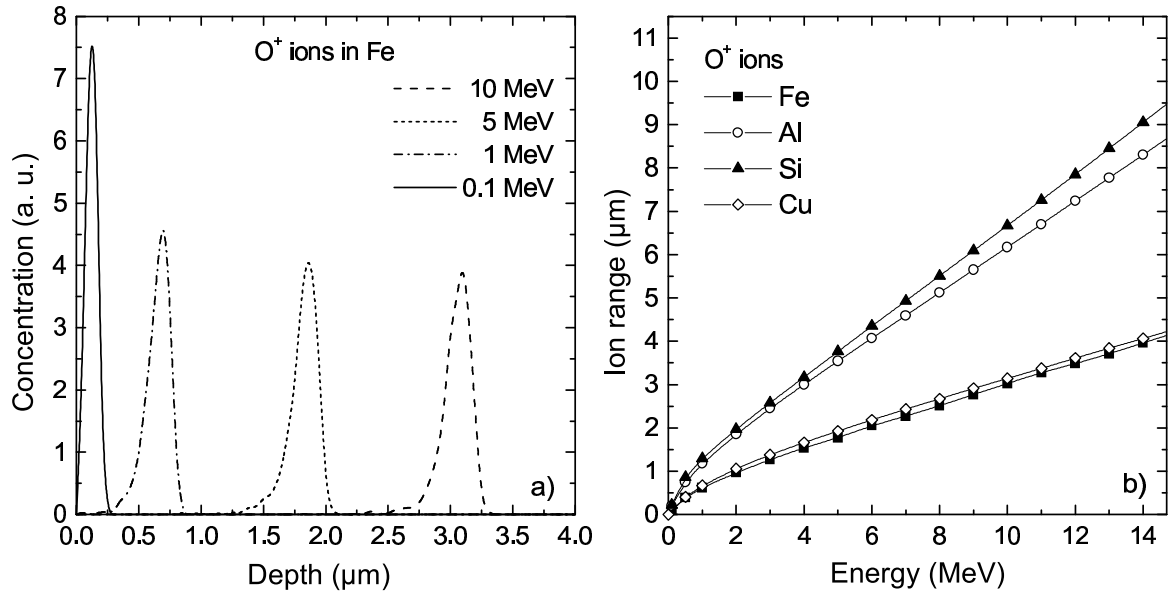 8
7
6
5
4
3
2
1
0
Concentration (a. u.)
O⁺ ions in Fe
10 MeV
5 MeV
1 MeV
0.1 MeV
a)
0.0 0.5 1.0 1.5 2.0 2.5 3.0 3.5 4.0
Depth (µm)
11
10
9
8
7
6
5
4
3
2
1
0
Ion range (µm)
O⁺ ions
Fe
Al
Si
Cu
b)
0 2 4 6 8 10 12 14
Energy (MeV)